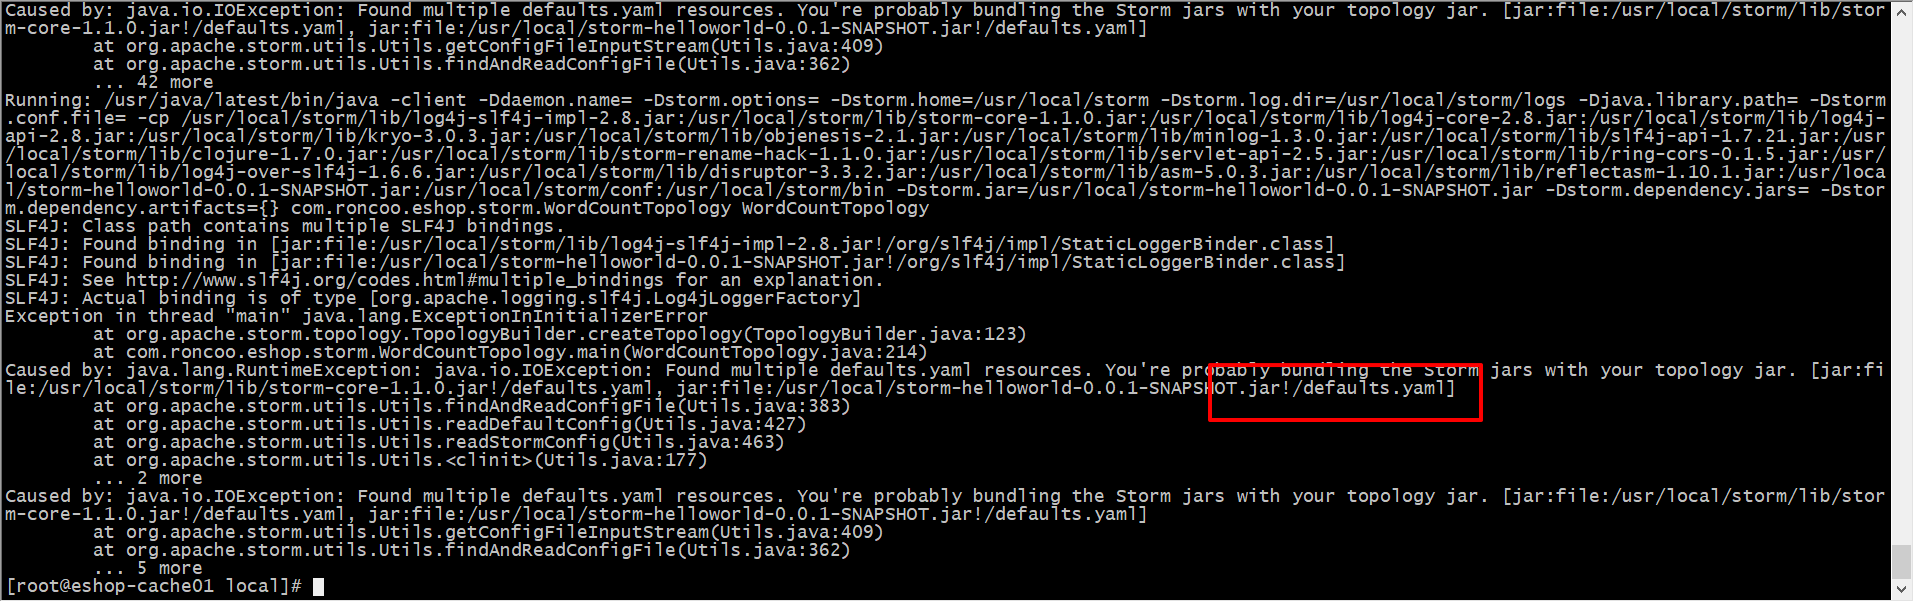 Caused by: java.io.IOException: Found multiple defaults.yaml resources. You're probably bundling the Storm jars with your topology jar. [jar:file:/usr/local/storm/lib/stor
m-core-1.1.0.jar!/defaults.yaml, jar:file:/usr/local/storm-helloworld-0.0.1-SNAPSHOT.jar!/defaults.yaml]
        at org.apache.storm.utils.Utils.getConfigFileInputStream(Utils.java:409)
        at org.apache.storm.utils.Utils.findAndReadConfigFile(Utils.java:362)
        ... 42 more
Running: /usr/java/latest/bin/java -client -Ddaemon.name= -Dstorm.options= -Dstorm.home=/usr/local/storm -Dstorm.log.dir=/usr/local/storm/logs -Djava.library.path= -Dstorm
.conf.file= -cp /usr/local/storm/lib/log4j-slf4j-impl-2.8.jar:/usr/local/storm/lib/storm-core-1.1.0.jar:/usr/local/storm/lib/log4j-core-2.8.jar:/usr/local/storm/lib/log4j-
api-2.8.jar:/usr/local/storm/lib/kryo-3.0.3.jar:/usr/local/storm/lib/objenesis-2.1.jar:/usr/local/storm/lib/minlog-1.3.0.jar:/usr/local/storm/lib/slf4j-api-1.7.21.jar:/usr
/local/storm/lib/clojure-1.7.0.jar:/usr/local/storm/lib/storm-rename-hack-1.1.0.jar:/usr/local/storm/lib/servlet-api-2.5.jar:/usr/local/storm/lib/ring-cors-0.1.5.jar:/usr/
local/storm/lib/log4j-over-slf4j-1.6.6.jar:/usr/local/storm/lib/disruptor-3.3.2.jar:/usr/local/storm/lib/asm-5.0.3.jar:/usr/local/storm/lib/reflectasm-1.10.1.jar:/usr/loca
l/storm-helloworld-0.0.1-SNAPSHOT.jar:/usr/local/storm/conf:/usr/local/storm/bin -Dstorm.jar=/usr/local/storm-helloworld-0.0.1-SNAPSHOT.jar -Dstorm.dependency.jars= -Dstor
m.dependency.artifacts={} com.roncoo.eshop.storm.WordCountTopology WordCountTopology
SLF4J: Class path contains multiple SLF4J bindings.
SLF4J: Found binding in [jar:file:/usr/local/storm/lib/log4j-slf4j-impl-2.8.jar!/org/slf4j/impl/StaticLoggerBinder.class]
SLF4J: Found binding in [jar:file:/usr/local/storm-helloworld-0.0.1-SNAPSHOT.jar!/org/slf4j/impl/StaticLoggerBinder.class]
SLF4J: See http://www.slf4j.org/codes.html#multiple_bindings for an explanation.
SLF4J: Actual binding is of type [org.apache.logging.slf4j.Log4jLoggerFactory]
Exception in thread "main" java.lang.ExceptionInInitializerError
        at org.apache.storm.topology.TopologyBuilder.createTopology(TopologyBuilder.java:123)
        at com.roncoo.eshop.storm.WordCountTopology.main(WordCountTopology.java:214)
Caused by: java.lang.RuntimeException: java.io.IOException: Found multiple defaults.yaml resources. You're probably bundling the Storm jars with your topology jar. [jar:fi
le:/usr/local/storm/lib/storm-core-1.1.0.jar!/defaults.yaml, jar:file:/usr/local/storm-helloworld-0.0.1-SNAPSHOT.jar!/defaults.yaml]
        at org.apache.storm.utils.Utils.findAndReadConfigFile(Utils.java:383)
        at org.apache.storm.utils.Utils.readDefaultConfig(Utils.java:427)
        at org.apache.storm.utils.Utils.readStormConfig(Utils.java:463)
        at org.apache.storm.utils.Utils.<clinit>(Utils.java:177)
        ... 2 more
Caused by: java.io.IOException: Found multiple defaults.yaml resources. You're probably bundling the Storm jars with your topology jar. [jar:file:/usr/local/storm/lib/stor
m-core-1.1.0.jar!/defaults.yaml, jar:file:/usr/local/storm-helloworld-0.0.1-SNAPSHOT.jar!/defaults.yaml]
        at org.apache.storm.utils.Utils.getConfigFileInputStream(Utils.java:409)
        at org.apache.storm.utils.Utils.findAndReadConfigFile(Utils.java:362)
        ... 5 more
[root@eshop-cache01 local]#